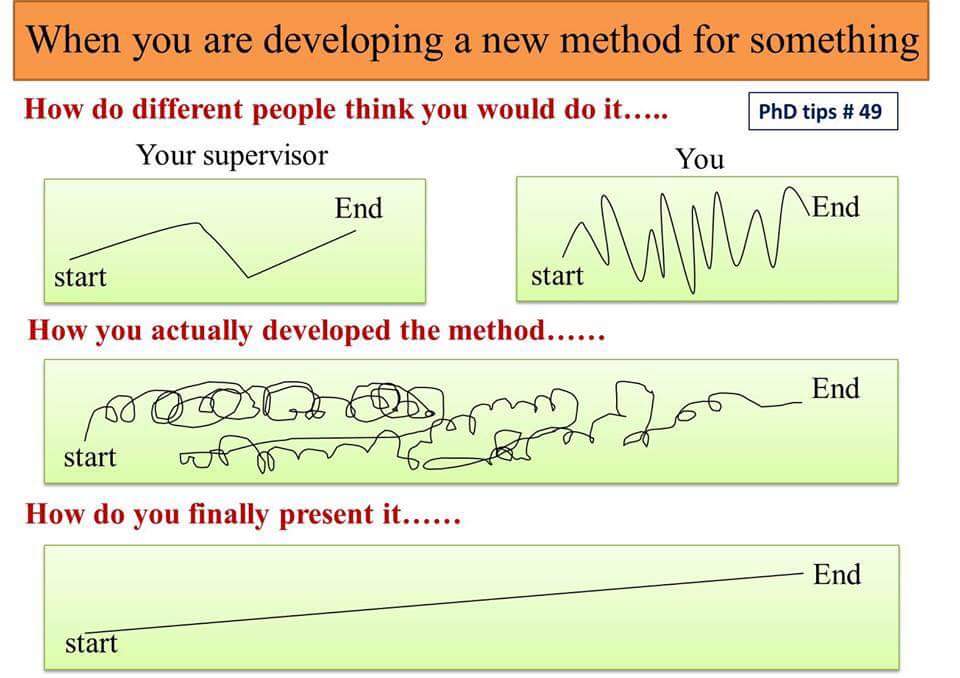 When you are developing a new method for something
How do different people think you would do it…..
PhD tips # 49
Your supervisor
You
End
start
End
start
How you actually developed the method……
End
start
How do you finally present it……
End
start